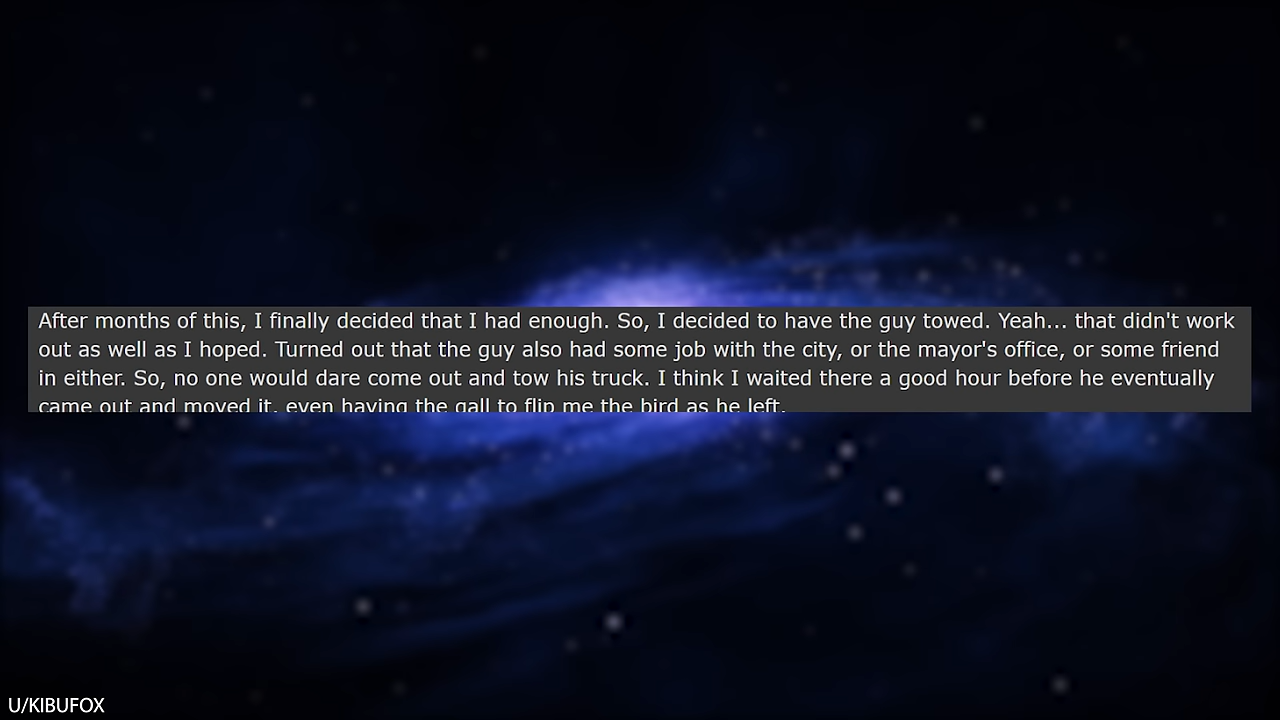 After months of this, I finally decided that I had enough. So, I decided to have the guy towed. Yeah... that didn't work
out as well as I hoped. Turned out that the guy also had some job with the city, or the mayor's office, or some friend
in either. So, no one would dare come out and tow his truck. I think I waited there a good hour before he eventually
came out and moved it, even having the gall to flip me the bird as he left.
U/KIBUFOX